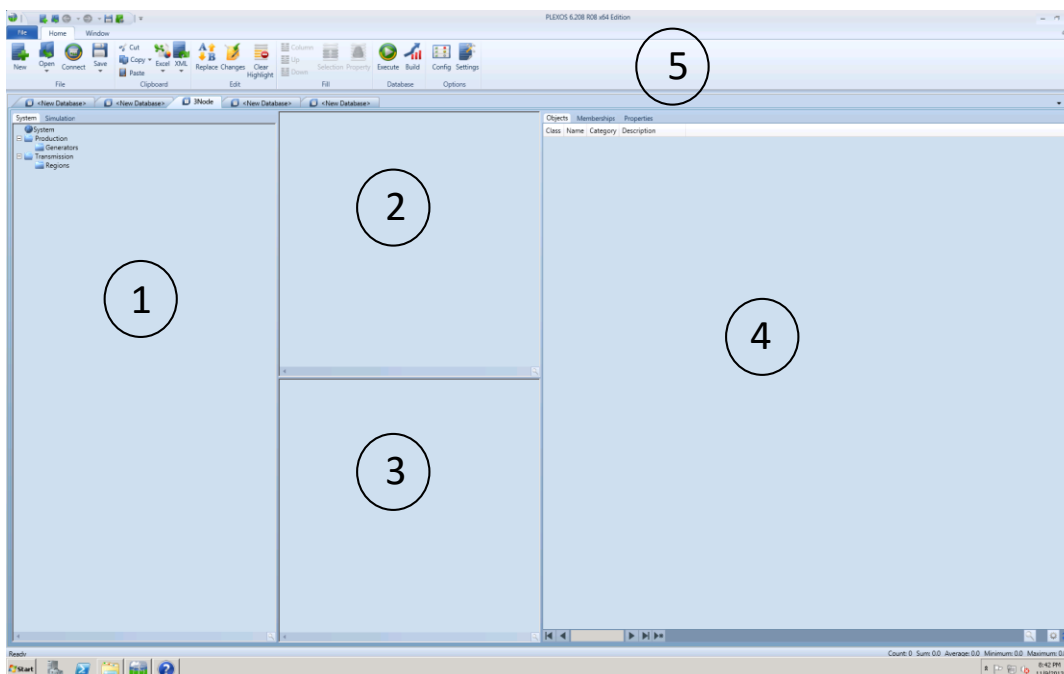 PLEXOS 6.208 R08 x64 Edition
File Home Window
New Open Connect Save Cut Copy Paste Excel XML Replace Changes Clear Highlight Column Up Down Selection Property Execute Build Config Settings
File Clipboard Edit Fill Database Options
5
<New Database> <New Database> 3Node <New Database> <New Database>
System Simulation
System
Production
Generators
Transmission
Regions
1
2
3
Objects Memberships Properties
Class Name Category Description
4
Ready
Count: 0 Sum: 0.0 Average: 0.0 Minimum: 0.0 Maximum: 0.
Start
8:42 PM